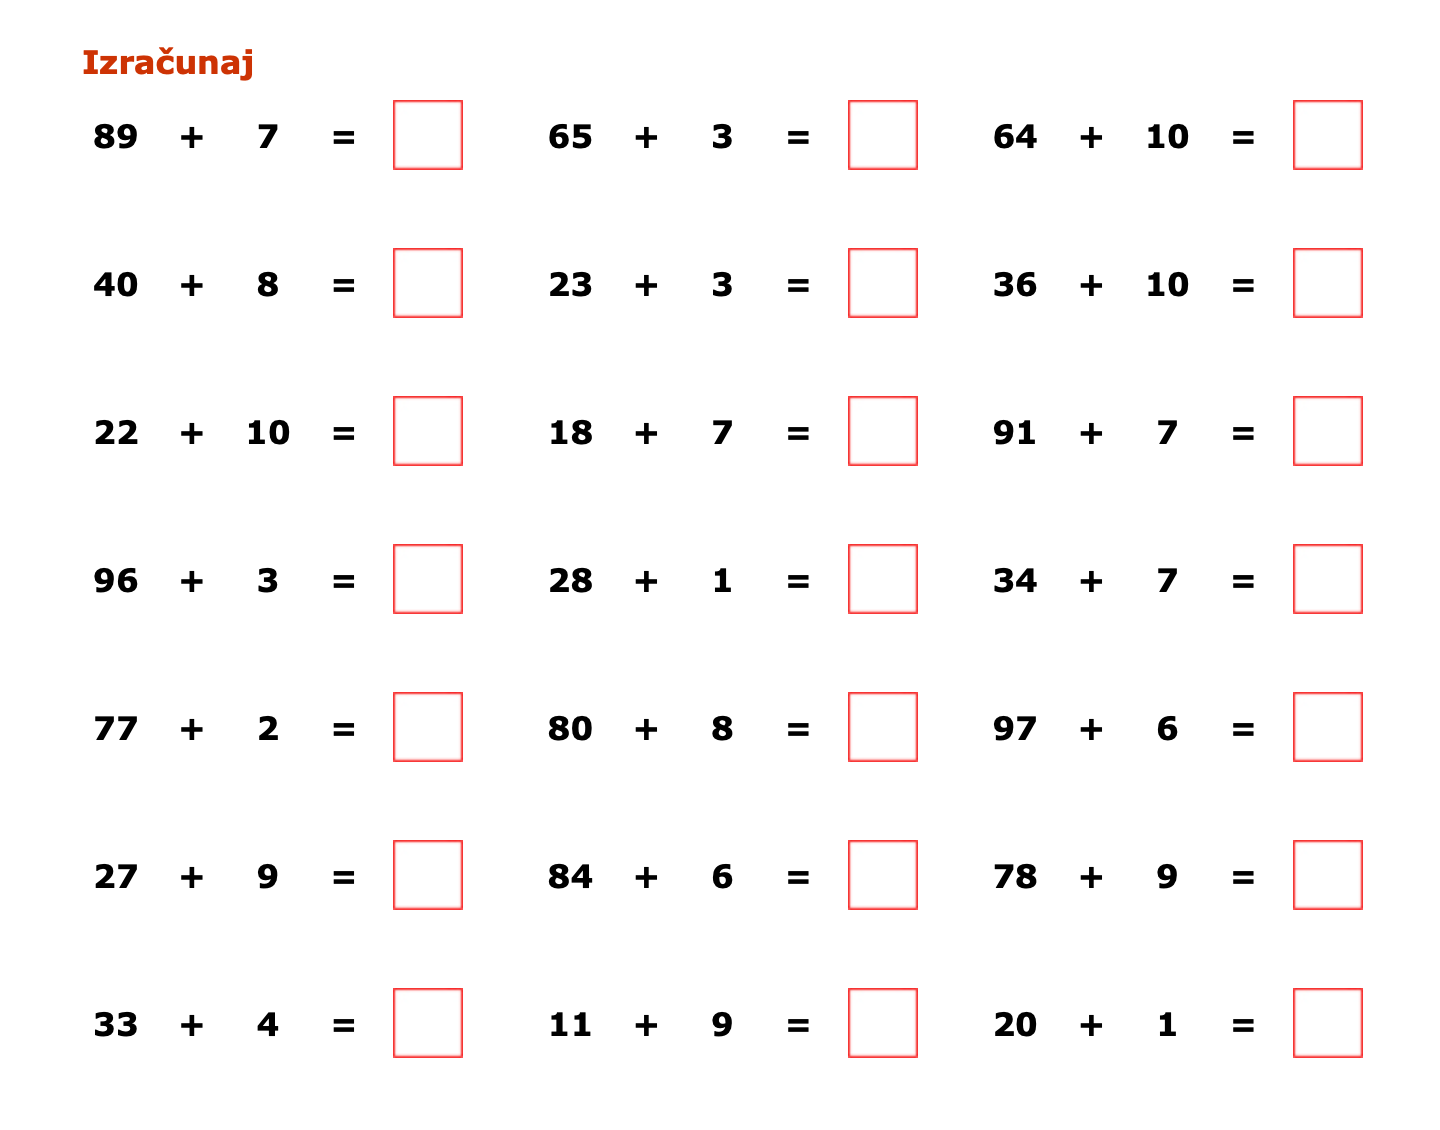 Izračunaj
89 + 7 = 65 + 3 = 64 + 10 =
40 + 8 = 23 + 3 = 36 + 10 =
22 + 10 = 18 + 7 = 91 + 7 =
96 + 3 = 28 + 1 = 34 + 7 =
77 + 2 = 80 + 8 = 97 + 6 =
27 + 9 = 84 + 6 = 78 + 9 =
33 + 4 = 11 + 9 = 20 + 1 =